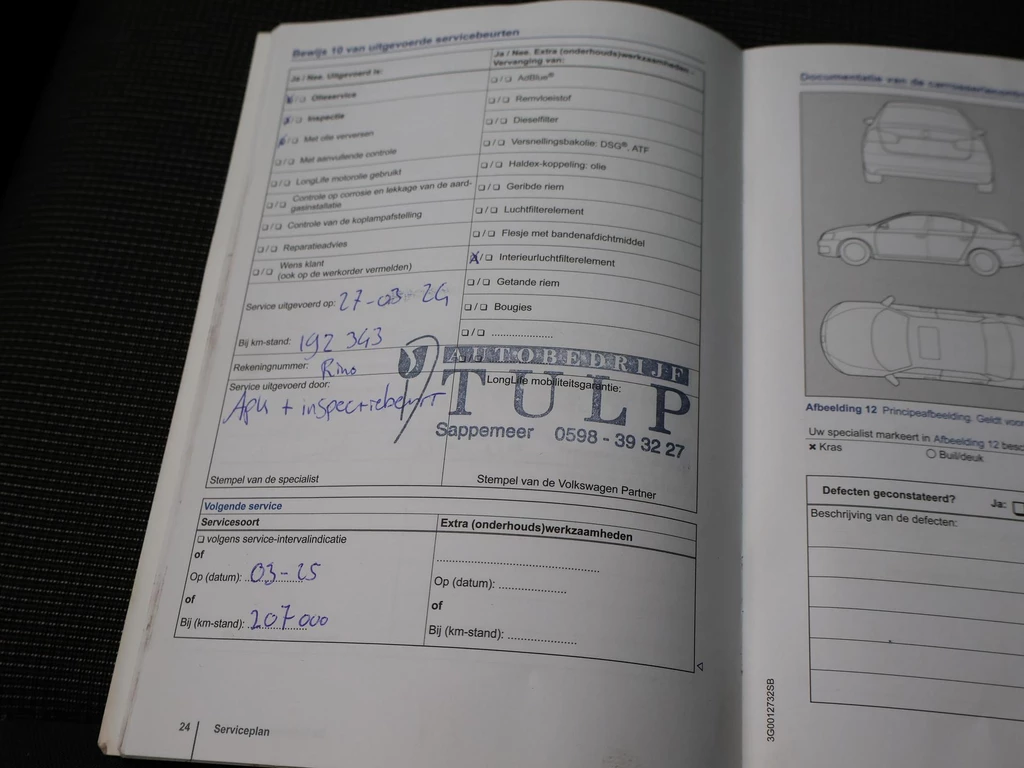 Bewijs 10 van uitgevoerde servicebeurten
Ja / Nee. Uitgevoerd is:
☒/☐ Olieservice
☒/☐ Inspectie
☒/☐ Met olie verversen
☐/☐ Met aanvullende controle
☐/☐ LongLife motorolie gebruikt
☐/☐ Controle op corrosie en lekkage van de aard-
gasinstallatie
☐/☐ Controle van de koplampafstelling
☐/☐ Reparatieadvies
☐/☐ Wens klant
(ook op de werkorder vermelden)
Service uitgevoerd op: 27-03-24
Bij km-stand: 192 343
Rekeningnummer: Rino
Service uitgevoerd door:
Apk + inspectiebeurt
Stempel van de specialist
Ja / Nee. Extra (onderhouds)werkzaamheden -
Vervanging van:
☐/☐ AdBlue®
☐/☐ Remvloeistof
☐/☐ Dieselfilter
☐/☐ Versnellingsbakolie: DSG®, ATF
☐/☐ Haldex-koppeling: olie
☐/☐ Geribde riem
☐/☐ Luchtfilterelement
☐/☐ Flesje met bandenafdichtmiddel
☒/☐ Interieurluchtfilterelement
☐/☐ Getande riem
☐/☐ Bougies
☐/☐ ....................
AUTOBEDRIJF
LongLife mobiliteitsgarantie:
TULP
Sappemeer 0598 - 39 32 27
Stempel van de Volkswagen Partner
Volgende service
Servicesoort
☐ volgens service-intervalindicatie
of
Op (datum): 03-25
of
Bij (km-stand): 207 000
Extra (onderhouds)werkzaamheden
Op (datum): ....................
of
Bij (km-stand): ....................
24 Serviceplan
Documentatie van de
Afbeelding 12 Principeafbeelding. Geldt
Uw specialist markeert in Afbeelding 12
× Kras
○ Buil/deuk
Defecten geconstateerd?
Ja: ☐
Beschrijving van de defecten:
3G0012732SB